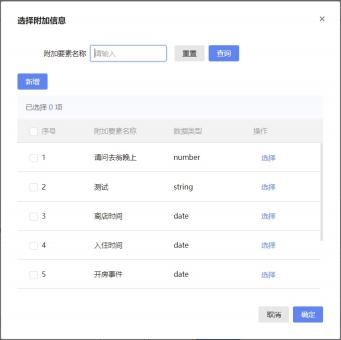 选择附加信息 ×
附加要素名称 请输入 重置 查询
新增
已选择 0 项
序号 附加要素名称 数据类型 操作
1 请问去翁晚上 number 选择
2 测试 string 选择
3 离店时间 date 选择
4 入住时间 date 选择
5 开房事件 date 选择
取消 确定